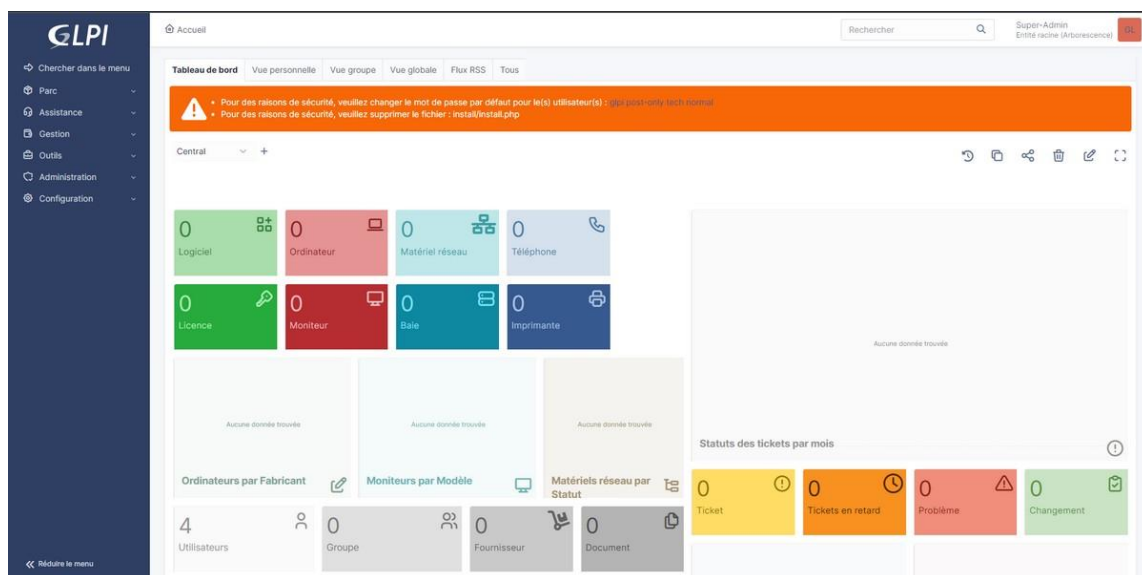 GLPI
Accueil
Rechercher
Super-Admin
Entité racine (Arborescence)
GL
Chercher dans le menu
Parc
Assistance
Gestion
Outils
Administration
Configuration
Réduire le menu
Tableau de bord Vue personnelle Vue groupe Vue globale Flux RSS Tous
• Pour des raisons de sécurité, veuillez changer le mot de passe par défaut pour le(s) utilisateur(s) : glpi post-only tech normal
• Pour des raisons de sécurité, veuillez supprimer le fichier : install/install.php
Central
0
Logiciel
0
Ordinateur
0
Matériel réseau
0
Téléphone
0
Licence
0
Moniteur
0
Baie
0
Imprimante
Aucune donnée trouvée
Ordinateurs par Fabricant
Aucune donnée trouvée
Moniteurs par Modèle
Aucune donnée trouvée
Matériels réseau par
Statut
4
Utilisateurs
0
Groupe
0
Fournisseur
0
Document
Aucune donnée trouvée
Statuts des tickets par mois
0
Ticket
0
Tickets en retard
0
Problème
0
Changement